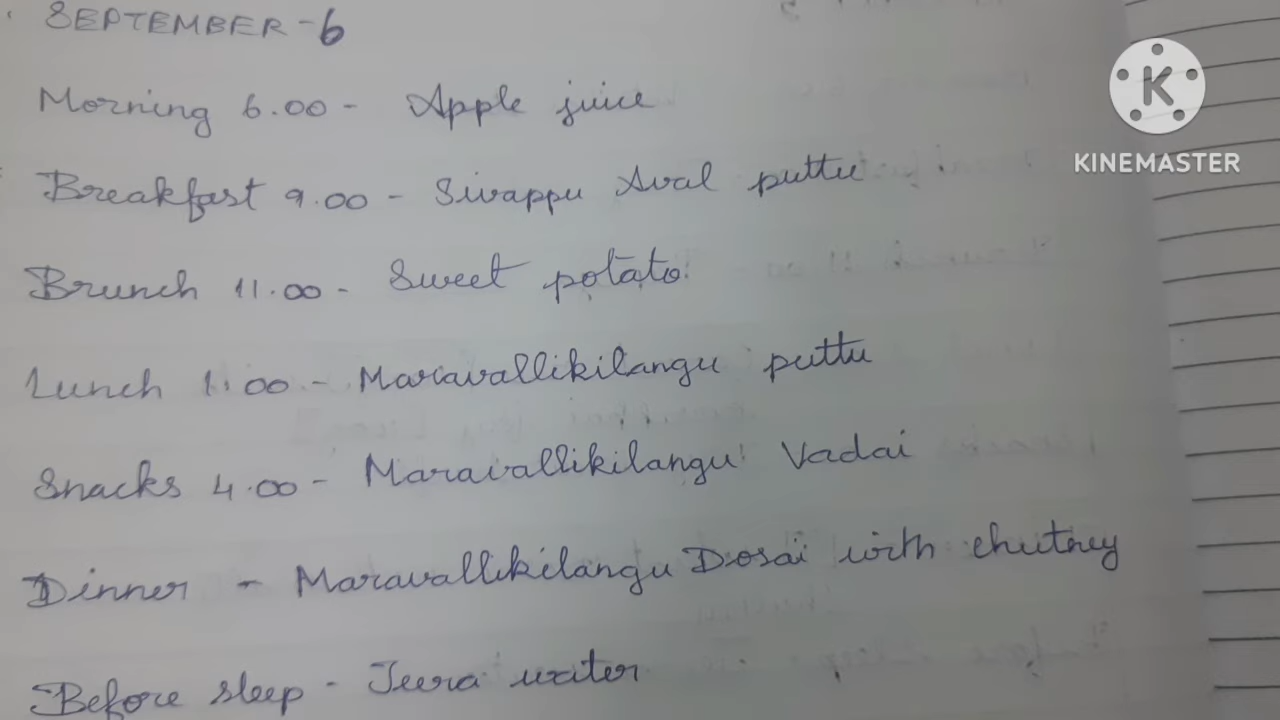 SEPTEMBER - 6
Morning 6.00 - Apple juice
Breakfast 9.00 - Sivappu Aval puttu
Brunch 11.00 - Sweet potato
Lunch 1.00 - Maravallikilangu puttu
Snacks 4.00 - Maravallikilangu Vadai
Dinner - Maravallikilangu Dosai with chutney
Before sleep - Jeera water
K
KINEMASTER